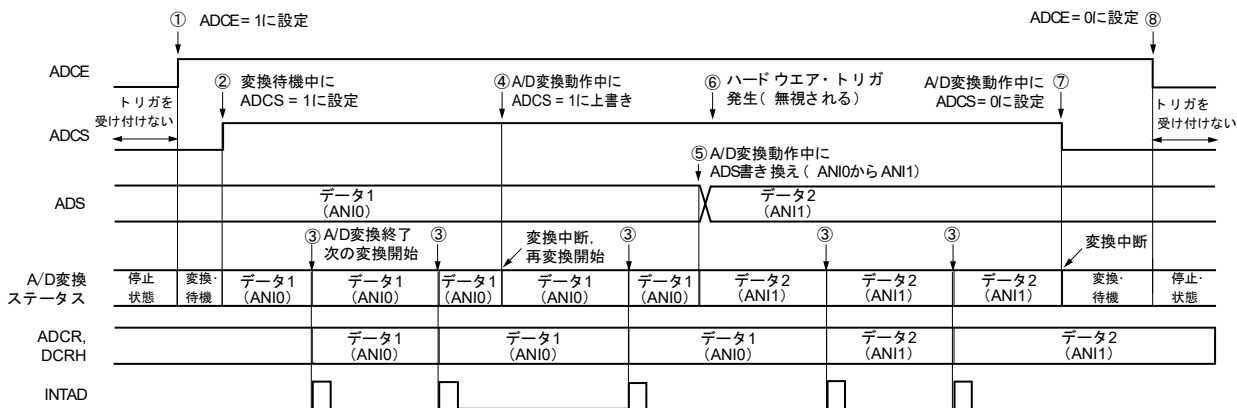 ① ADCE = 1に設定
ADCE=0に設定 ⑧
ADCE
② 変換待機中に
ADCS = 1に設定
④ A/D変換動作中に
ADCS = 1に上書き
⑥ ハードウエア・トリガ
発生( 無視される)
A/D変換動作中に ⑦
ADCS= 0に設定
トリガを
受け付けない
トリガを
受け付けない
ADCS
⑤ A/D変換動作中に
ADS書き換え( ANI0からANI1)
ADS
データ1
(ANI0)
データ2
(ANI1)
③ A/D変換終了
次の変換開始
③
変換中断,
再変換開始
③
③
③
変換中断
A/D変換
ステータス
停止
状態
変換·
待機
データ1
(ANI0)
データ1
(ANI0)
データ1
(ANI0)
データ1
(ANI0)
データ1
(ANI0)
データ2
(ANI1)
データ2
(ANI1)
データ2
(ANI1)
変換·
待機
停止·
状態
ADCR,
DCRH
データ1
(ANI0)
データ1
(ANI0)
データ1
(ANI0)
データ2
(ANI1)
データ2
(ANI1)
INTAD